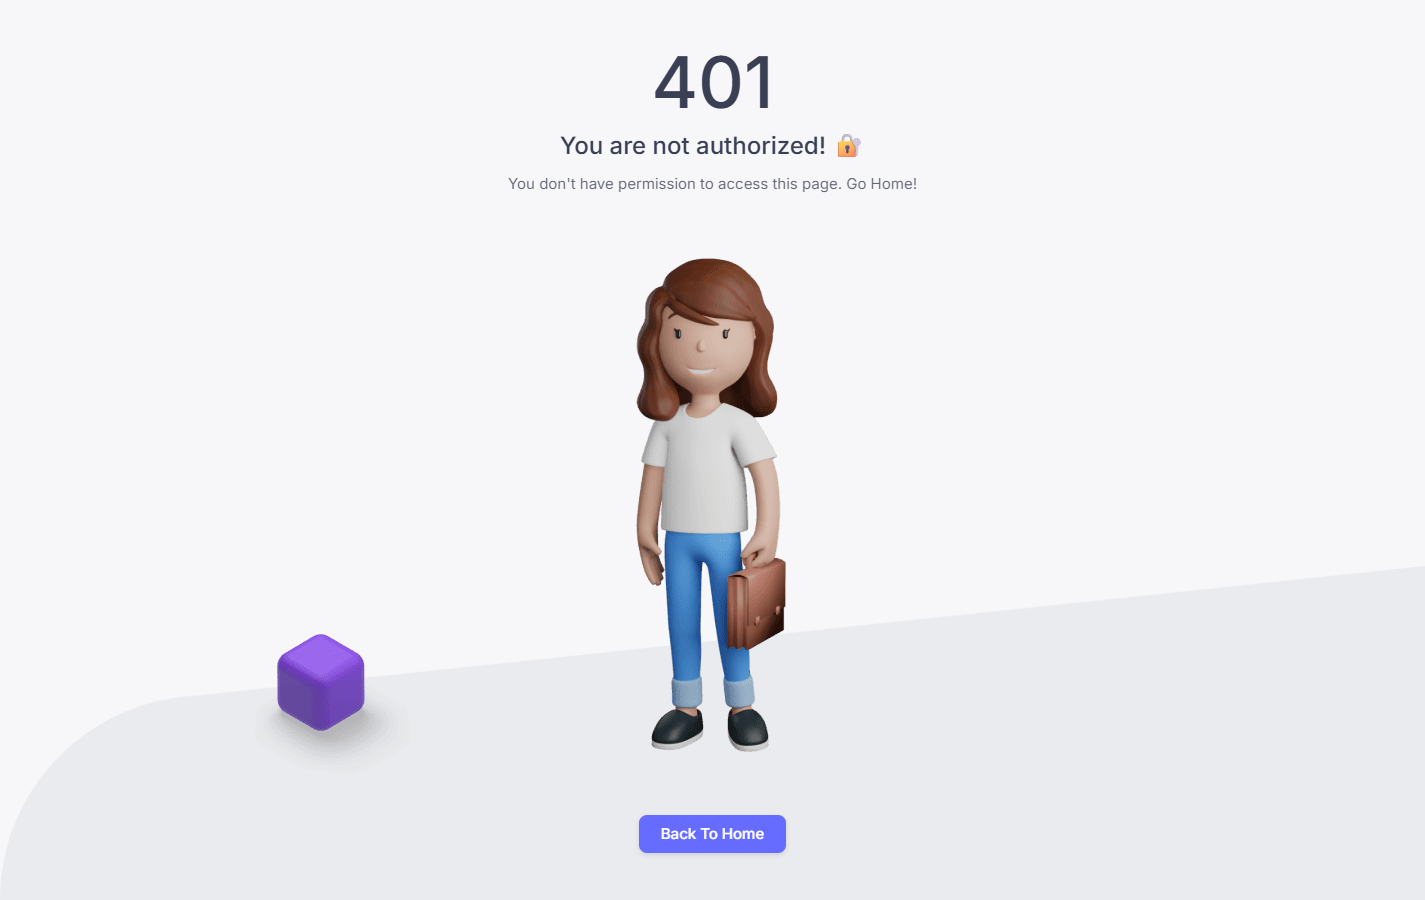 401
You are not authorized! 🔐
You don't have permission to access this page. Go Home!
Back To Home